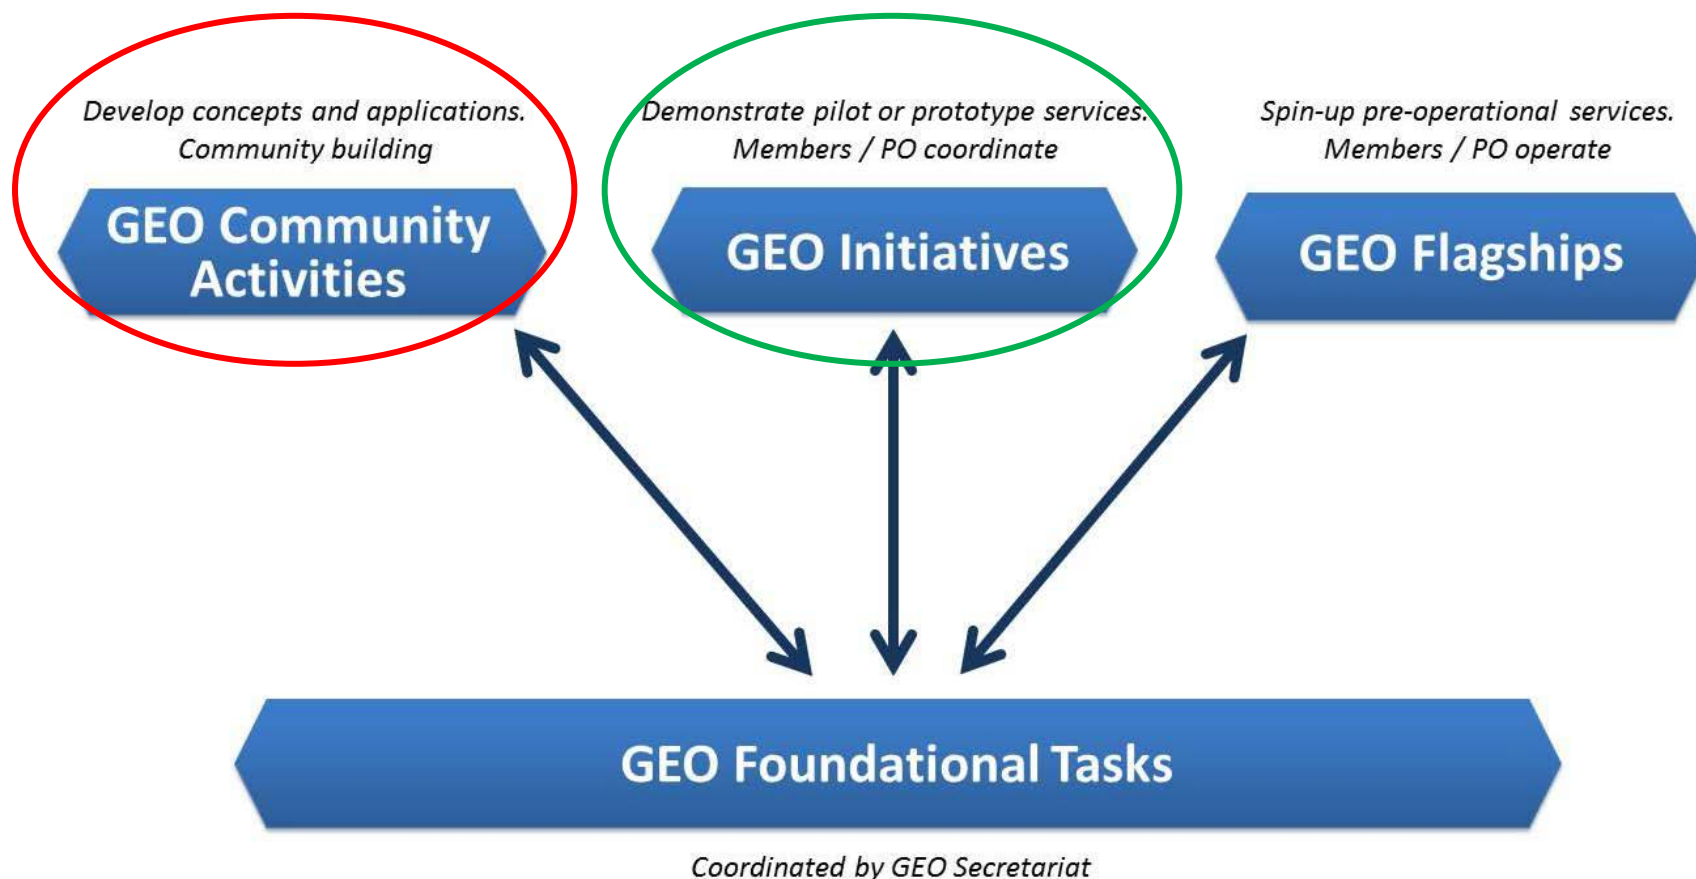 Develop concepts and applications.
Community building
GEO Community
Activities
Demonstrate pilot or prototype services.
Members / PO coordinate
GEO Initiatives
Spin-up pre-operational services.
Members / PO operate
GEO Flagships
GEO Foundational Tasks
Coordinated by GEO Secretariat